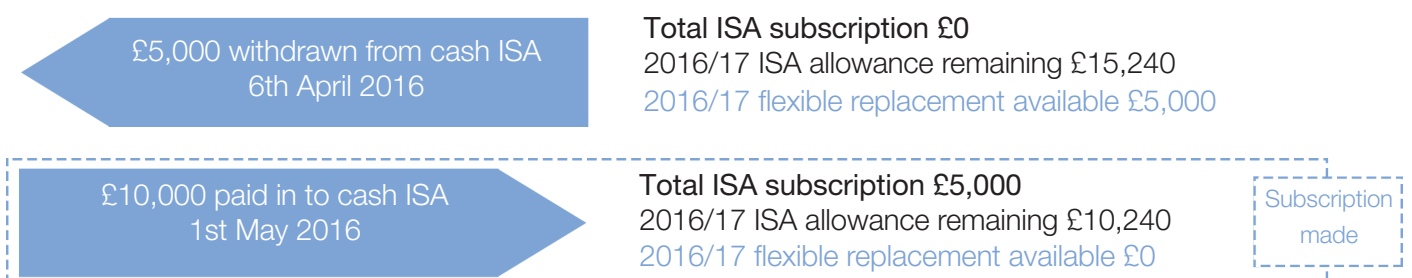 £5,000 withdrawn from cash ISA
6th April 2016
Total ISA subscription £0
2016/17 ISA allowance remaining £15,240
2016/17 flexible replacement available £5,000
£10,000 paid in to cash ISA
1st May 2016
Total ISA subscription £5,000
2016/17 ISA allowance remaining £10,240
2016/17 flexible replacement available £0
Subscription
made